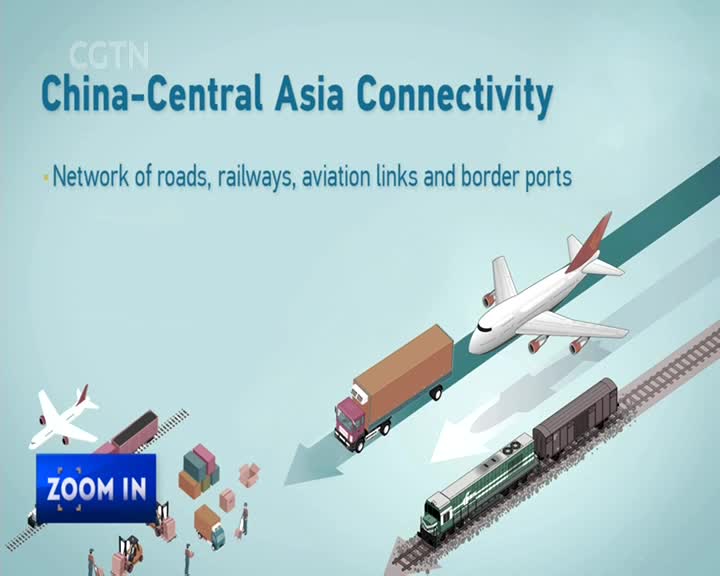 CGTN
China-Central Asia Connectivity
Network of roads, railways, aviation links and border ports
ZOOM IN